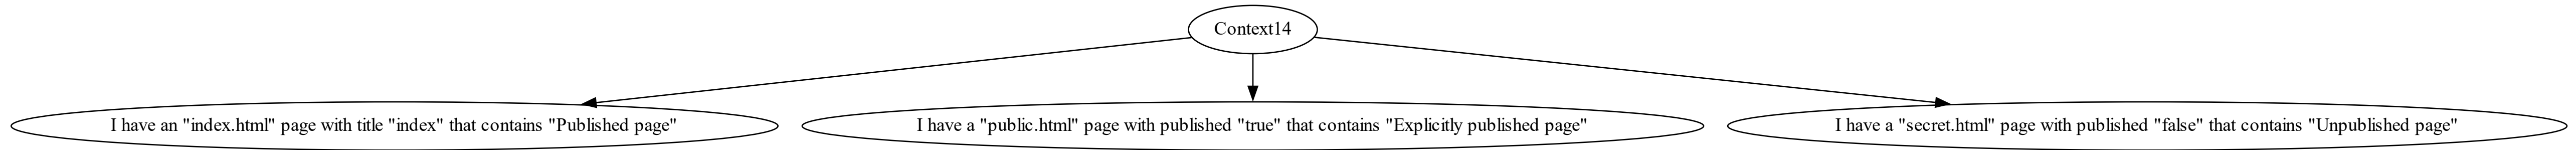 Context14
I have an "index.html" page with title "index" that contains "Published page"
I have a "public.html" page with published "true" that contains "Explicitly published page"
I have a "secret.html" page with published "false" that contains "Unpublished page"